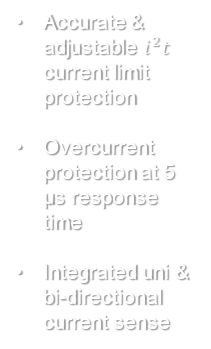 • Accurate &
adjustable i²t
current limit
protection
• Overcurrent
protection at 5
µs response
time
• Integrated uni &
bi-directional
current sense